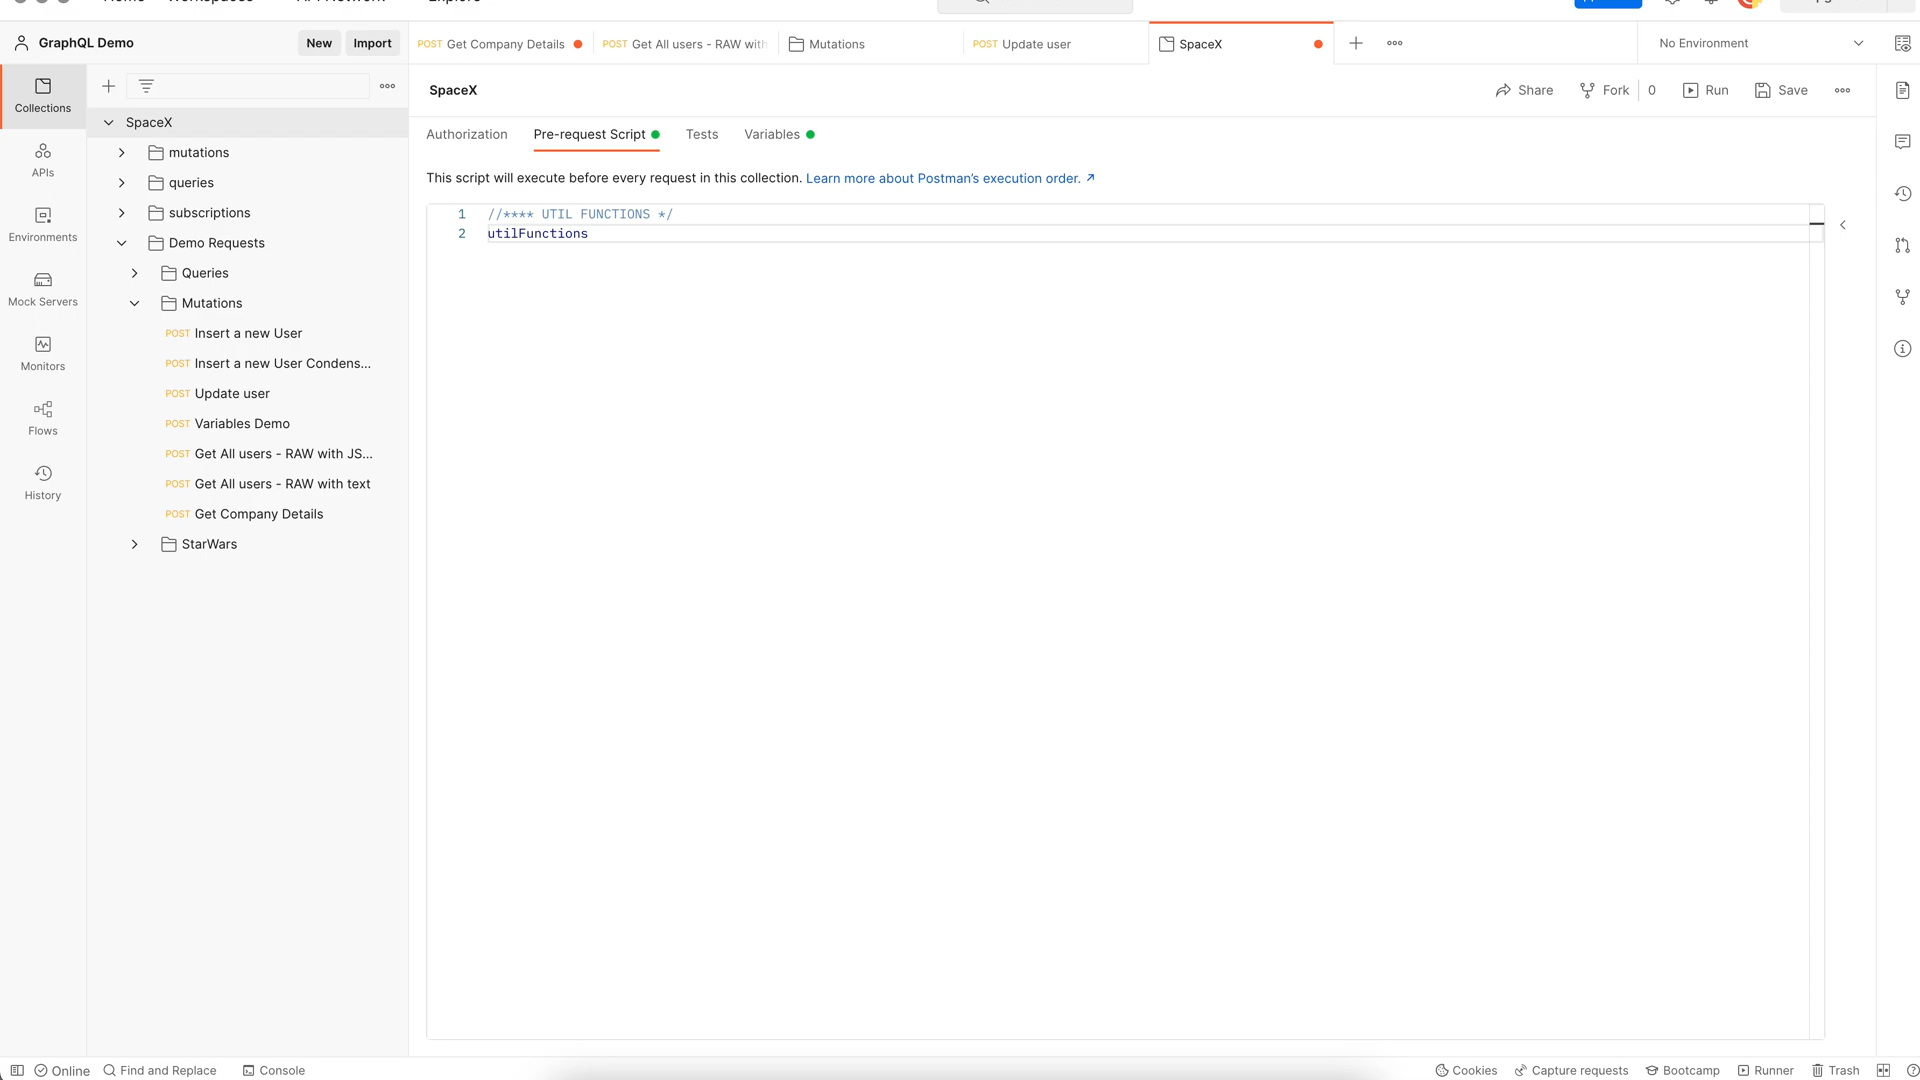 GraphQL Demo
New
Import
POST Get Company Details
POST Get All users - RAW with
Mutations
POST Update user
SpaceX
No Environment
SpaceX
Share
Fork
0
Run
Save
Collections
APIs
Environments
Mock Servers
Monitors
Flows
History
SpaceX
mutations
queries
subscriptions
Demo Requests
Queries
Mutations
POST Insert a new User
POST Insert a new User Condens...
POST Update user
POST Variables Demo
POST Get All users - RAW with JS...
POST Get All users - RAW with text
POST Get Company Details
StarWars
Authorization
Pre-request Script
Tests
Variables
This script will execute before every request in this collection. Learn more about Postman's execution order. ↗
1 //**** UTIL FUNCTIONS */
2 utilFunctions
Online
Find and Replace
Console
Cookies
Capture requests
Bootcamp
Runner
Trash